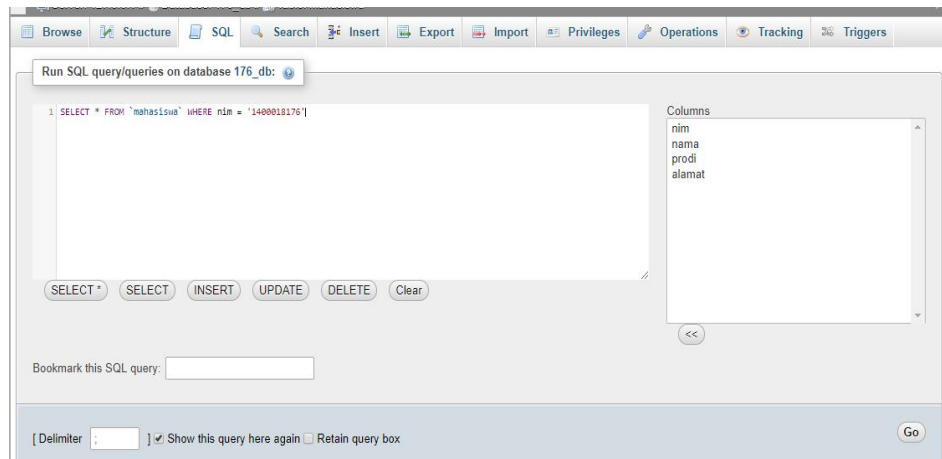 Browse Structure SQL Search Insert Export Import Privileges Operations Tracking Triggers
Run SQL query/queries on database 176_db:
1 SELECT * FROM `mahasiswa` WHERE nim = '1400018176'
Columns
nim
nama
prodi
alamat
SELECT * SELECT INSERT UPDATE DELETE Clear
<<
Bookmark this SQL query:
[ Delimiter ; ] Show this query here again Retain query box
Go